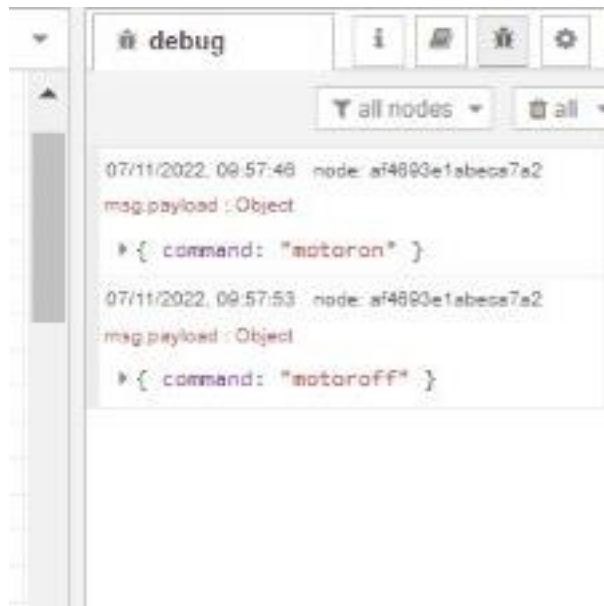 debug
i
all nodes
all
07/11/2022, 09:57:46 node: af4693e1abeca7a2
msg.payload : Object
{ command: "motoron" }
07/11/2022, 09:57:53 node: af4693e1abeca7a2
msg.payload : Object
{ command: "motoroff" }